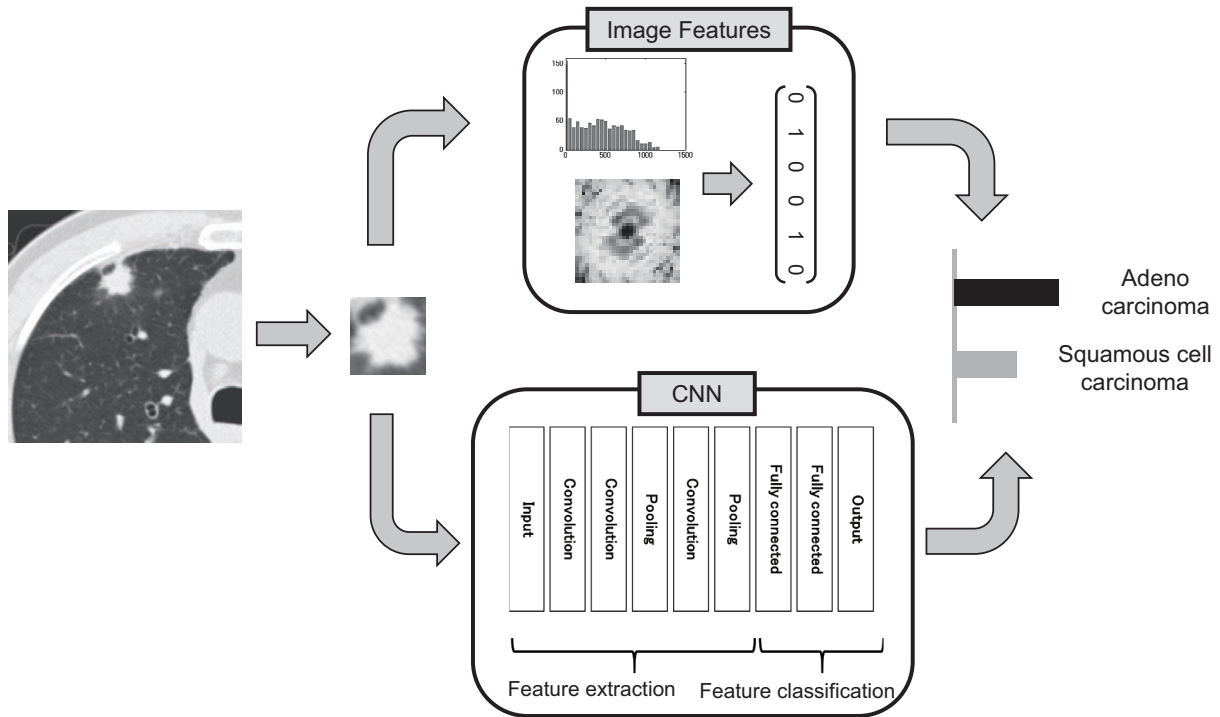 Image Features
150
100
50
0
0
500
1000
1500
0
1
0
0
1
0
Adeno
carcinoma
Squamous cell
carcinoma
CNN
Input
Convolution
Convolution
Pooling
Convolution
Pooling
Fully connected
Fully connected
Output
Feature extraction
Feature classification